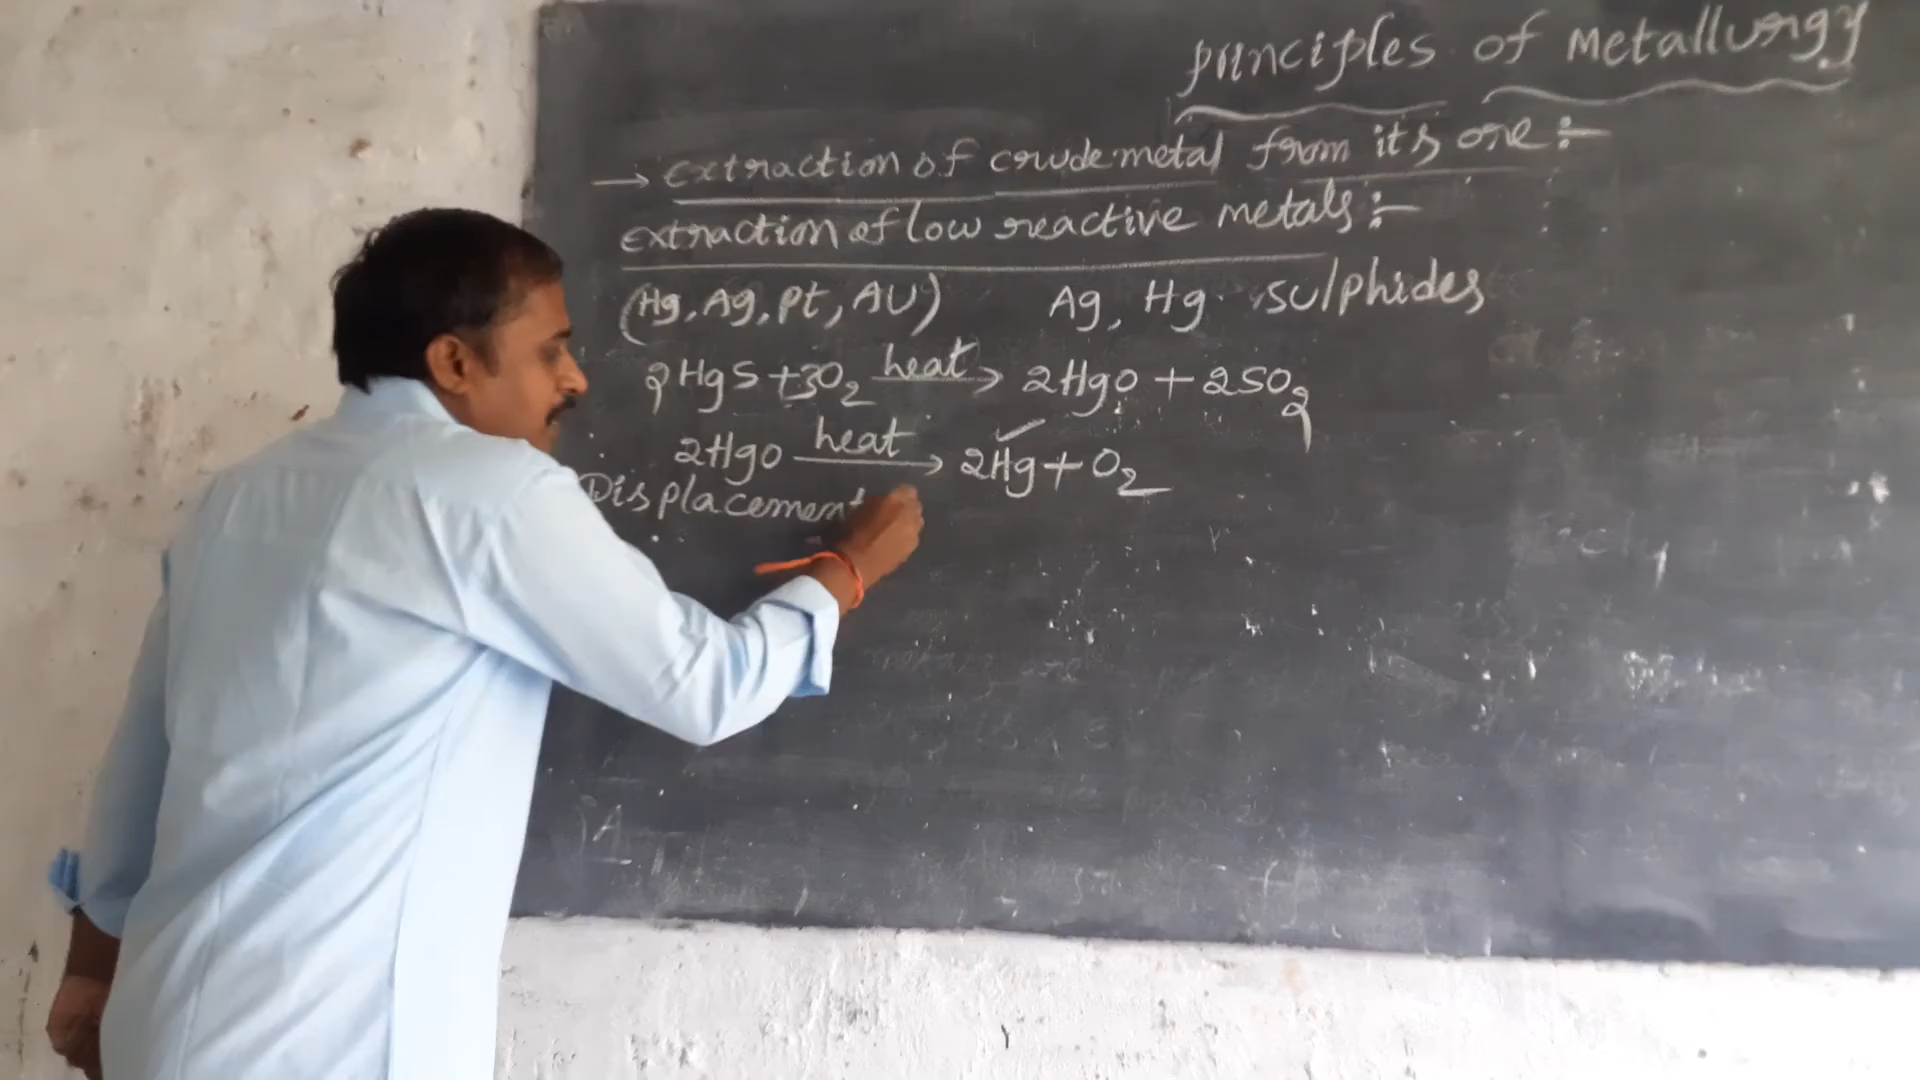 principles of Metallurgy
→ extraction of crude metal from its ore :-
extraction of low reactive metals :-
(Hg, Ag, Pt, AU) Ag, Hg. sulphides
2HgS + 3O2 heat → 2HgO + 2SO2
2HgO heat → 2Hg + O2
Displacement